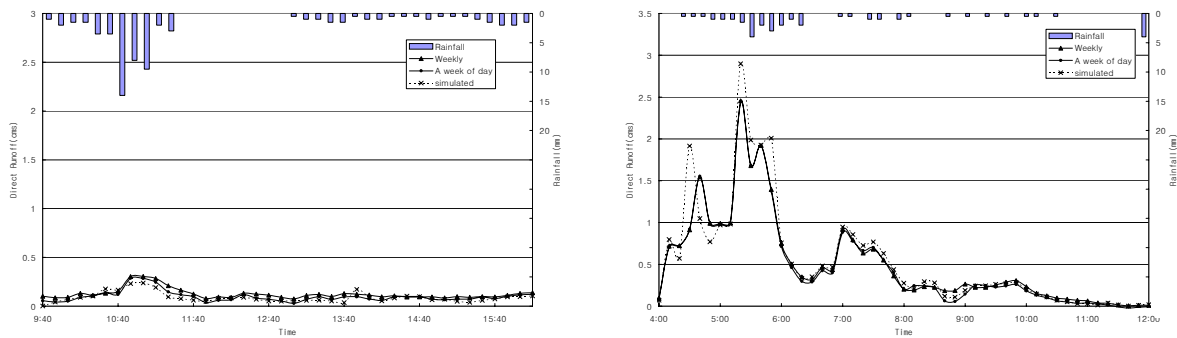 3
2.5
2
1.5
1
0.5
0
Direct Runoff(cms)
0
5
10
15
20
Rainfall(mm)
Rainfall
Weekly
A week of day
simulated
9:40
10:40
11:40
12:40
13:40
14:40
15:40
Time
3.5
3
2.5
2
1.5
1
0.5
0
Direct Runoff(cms)
0
5
10
15
20
Rainfall(mm)
Rainfall
Weekly
A week of day
simulated
4:00
5:00
6:00
7:00
8:00
9:00
10:00
11:00
12:00
Time